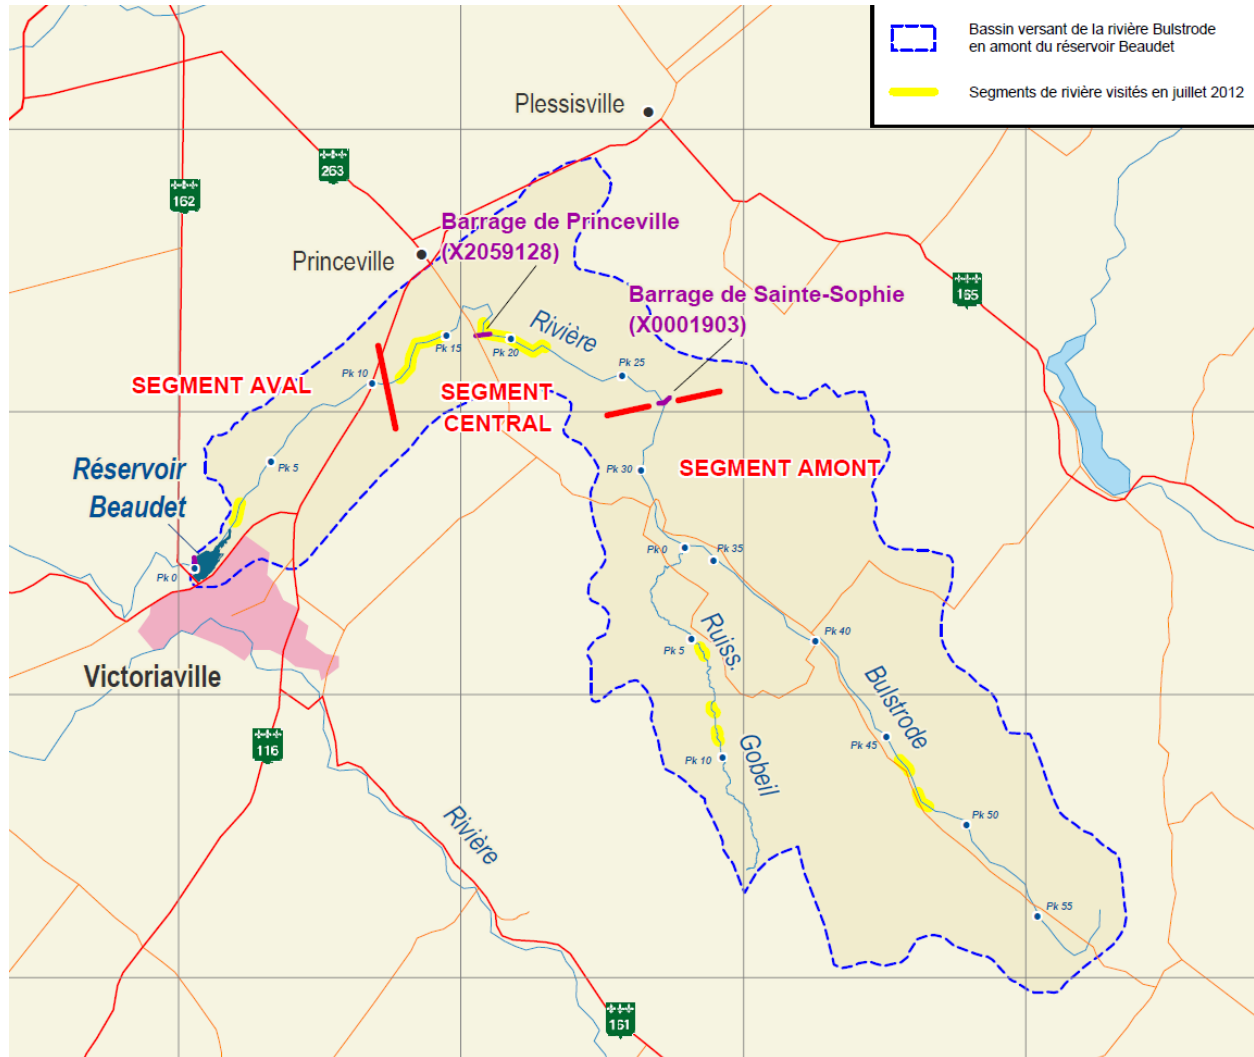 Bassin versant de la rivière Bulstrode
en amont du réservoir Beaudet
Segments de rivière visités en juillet 2012
Plessisville
263
162
Barrage de Princeville
(X2059128)
Princeville
165
Barrage de Sainte-Sophie
(X0001903)
Rivière
Pk 15
Pk 20
Pk 25
Pk 10
SEGMENT AVAL
SEGMENT
CENTRAL
Réservoir
Beaudet
Pk 5
Pk 30
SEGMENT AMONT
Pk 0
Pk 0
Pk 35
Ruiss.
Pk 5
Pk 40
Victoriaville
Bulstrode
116
Pk 45
Gobeil
Pk 10
Rivière
Pk 50
Pk 55
161